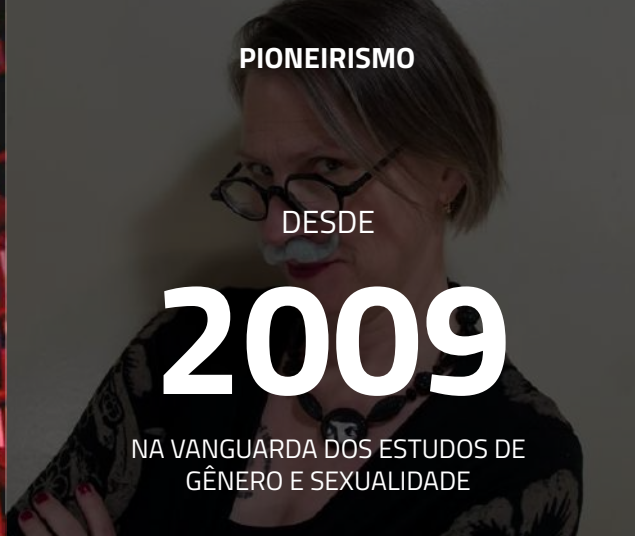 PIONEIRISMO
DESDE
2009
NA VANGUARDA DOS ESTUDOS DE
GÊNERO E SEXUALIDADE